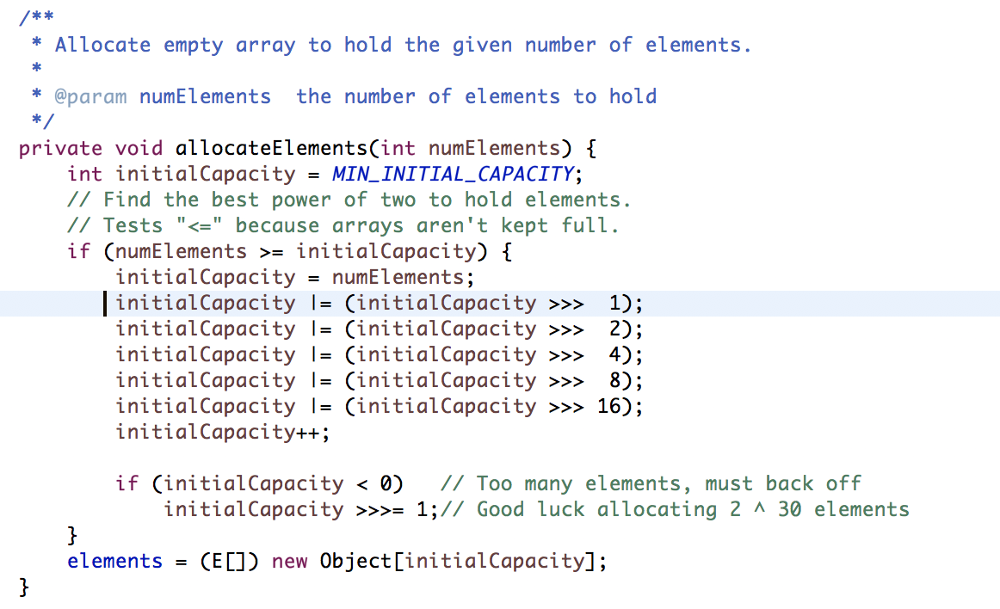 /**
 * Allocate empty array to hold the given number of elements.
 *
 * @param numElements  the number of elements to hold
 */
private void allocateElements(int numElements) {
    int initialCapacity = MIN_INITIAL_CAPACITY;
    // Find the best power of two to hold elements.
    // Tests "<=" because arrays aren't kept full.
    if (numElements >= initialCapacity) {
        initialCapacity = numElements;
        initialCapacity |= (initialCapacity >>>  1);
        initialCapacity |= (initialCapacity >>>  2);
        initialCapacity |= (initialCapacity >>>  4);
        initialCapacity |= (initialCapacity >>>  8);
        initialCapacity |= (initialCapacity >>> 16);
        initialCapacity++;

        if (initialCapacity < 0)   // Too many elements, must back off
            initialCapacity >>>= 1;// Good luck allocating 2 ^ 30 elements
    }
    elements = (E[]) new Object[initialCapacity];
}